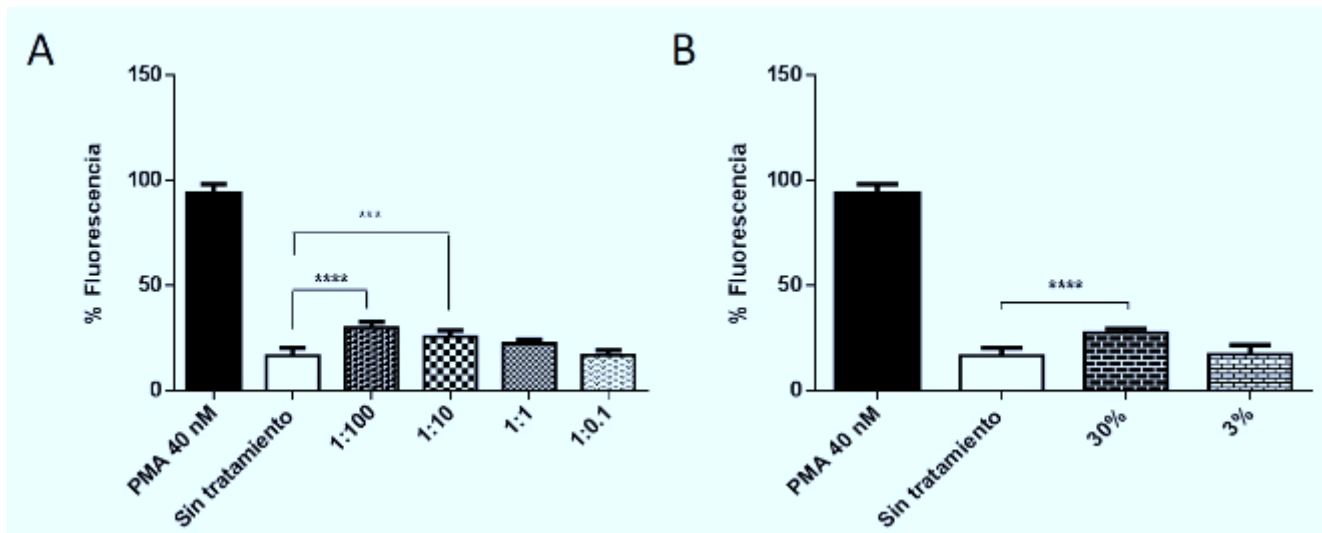 A
150
100
50
0
% Fluorescencia
***
****
PMA 40 nM
Sin tratamiento
1:100
1:10
1:1
1:0.1
B
150
100
50
0
% Fluorescencia
****
PMA 40 nM
Sin tratamiento
30%
3%